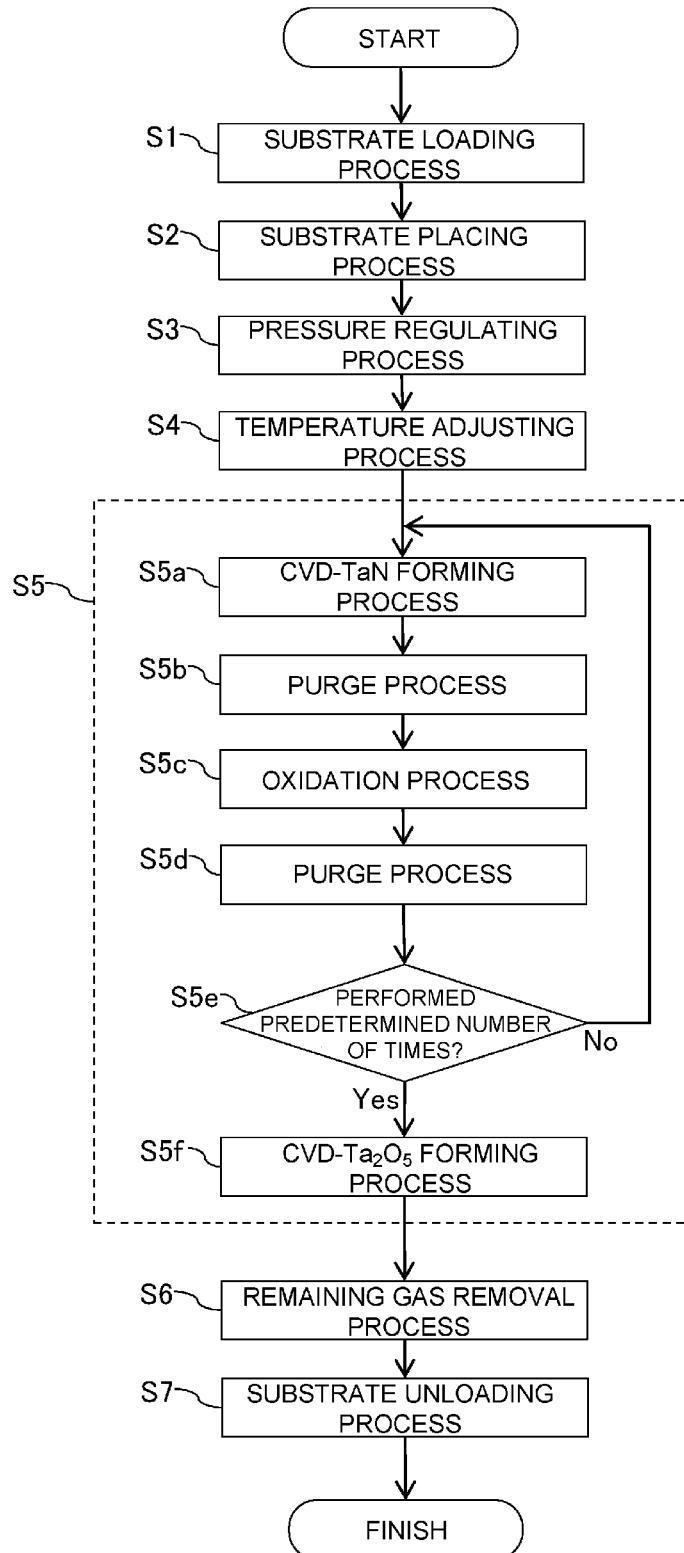 START
S1
SUBSTRATE LOADING
PROCESS
S2
SUBSTRATE PLACING
PROCESS
S3
PRESSURE REGULATING
PROCESS
S4
TEMPERATURE ADJUSTING
PROCESS
S5
S5a
CVD-TaN FORMING
PROCESS
S5b
PURGE PROCESS
S5c
OXIDATION PROCESS
S5d
PURGE PROCESS
S5e
PERFORMED
PREDETERMINED NUMBER
OF TIMES?
No
Yes
S5f
CVD-Ta₂O₅ FORMING
PROCESS
S6
REMAINING GAS REMOVAL
PROCESS
S7
SUBSTRATE UNLOADING
PROCESS
FINISH